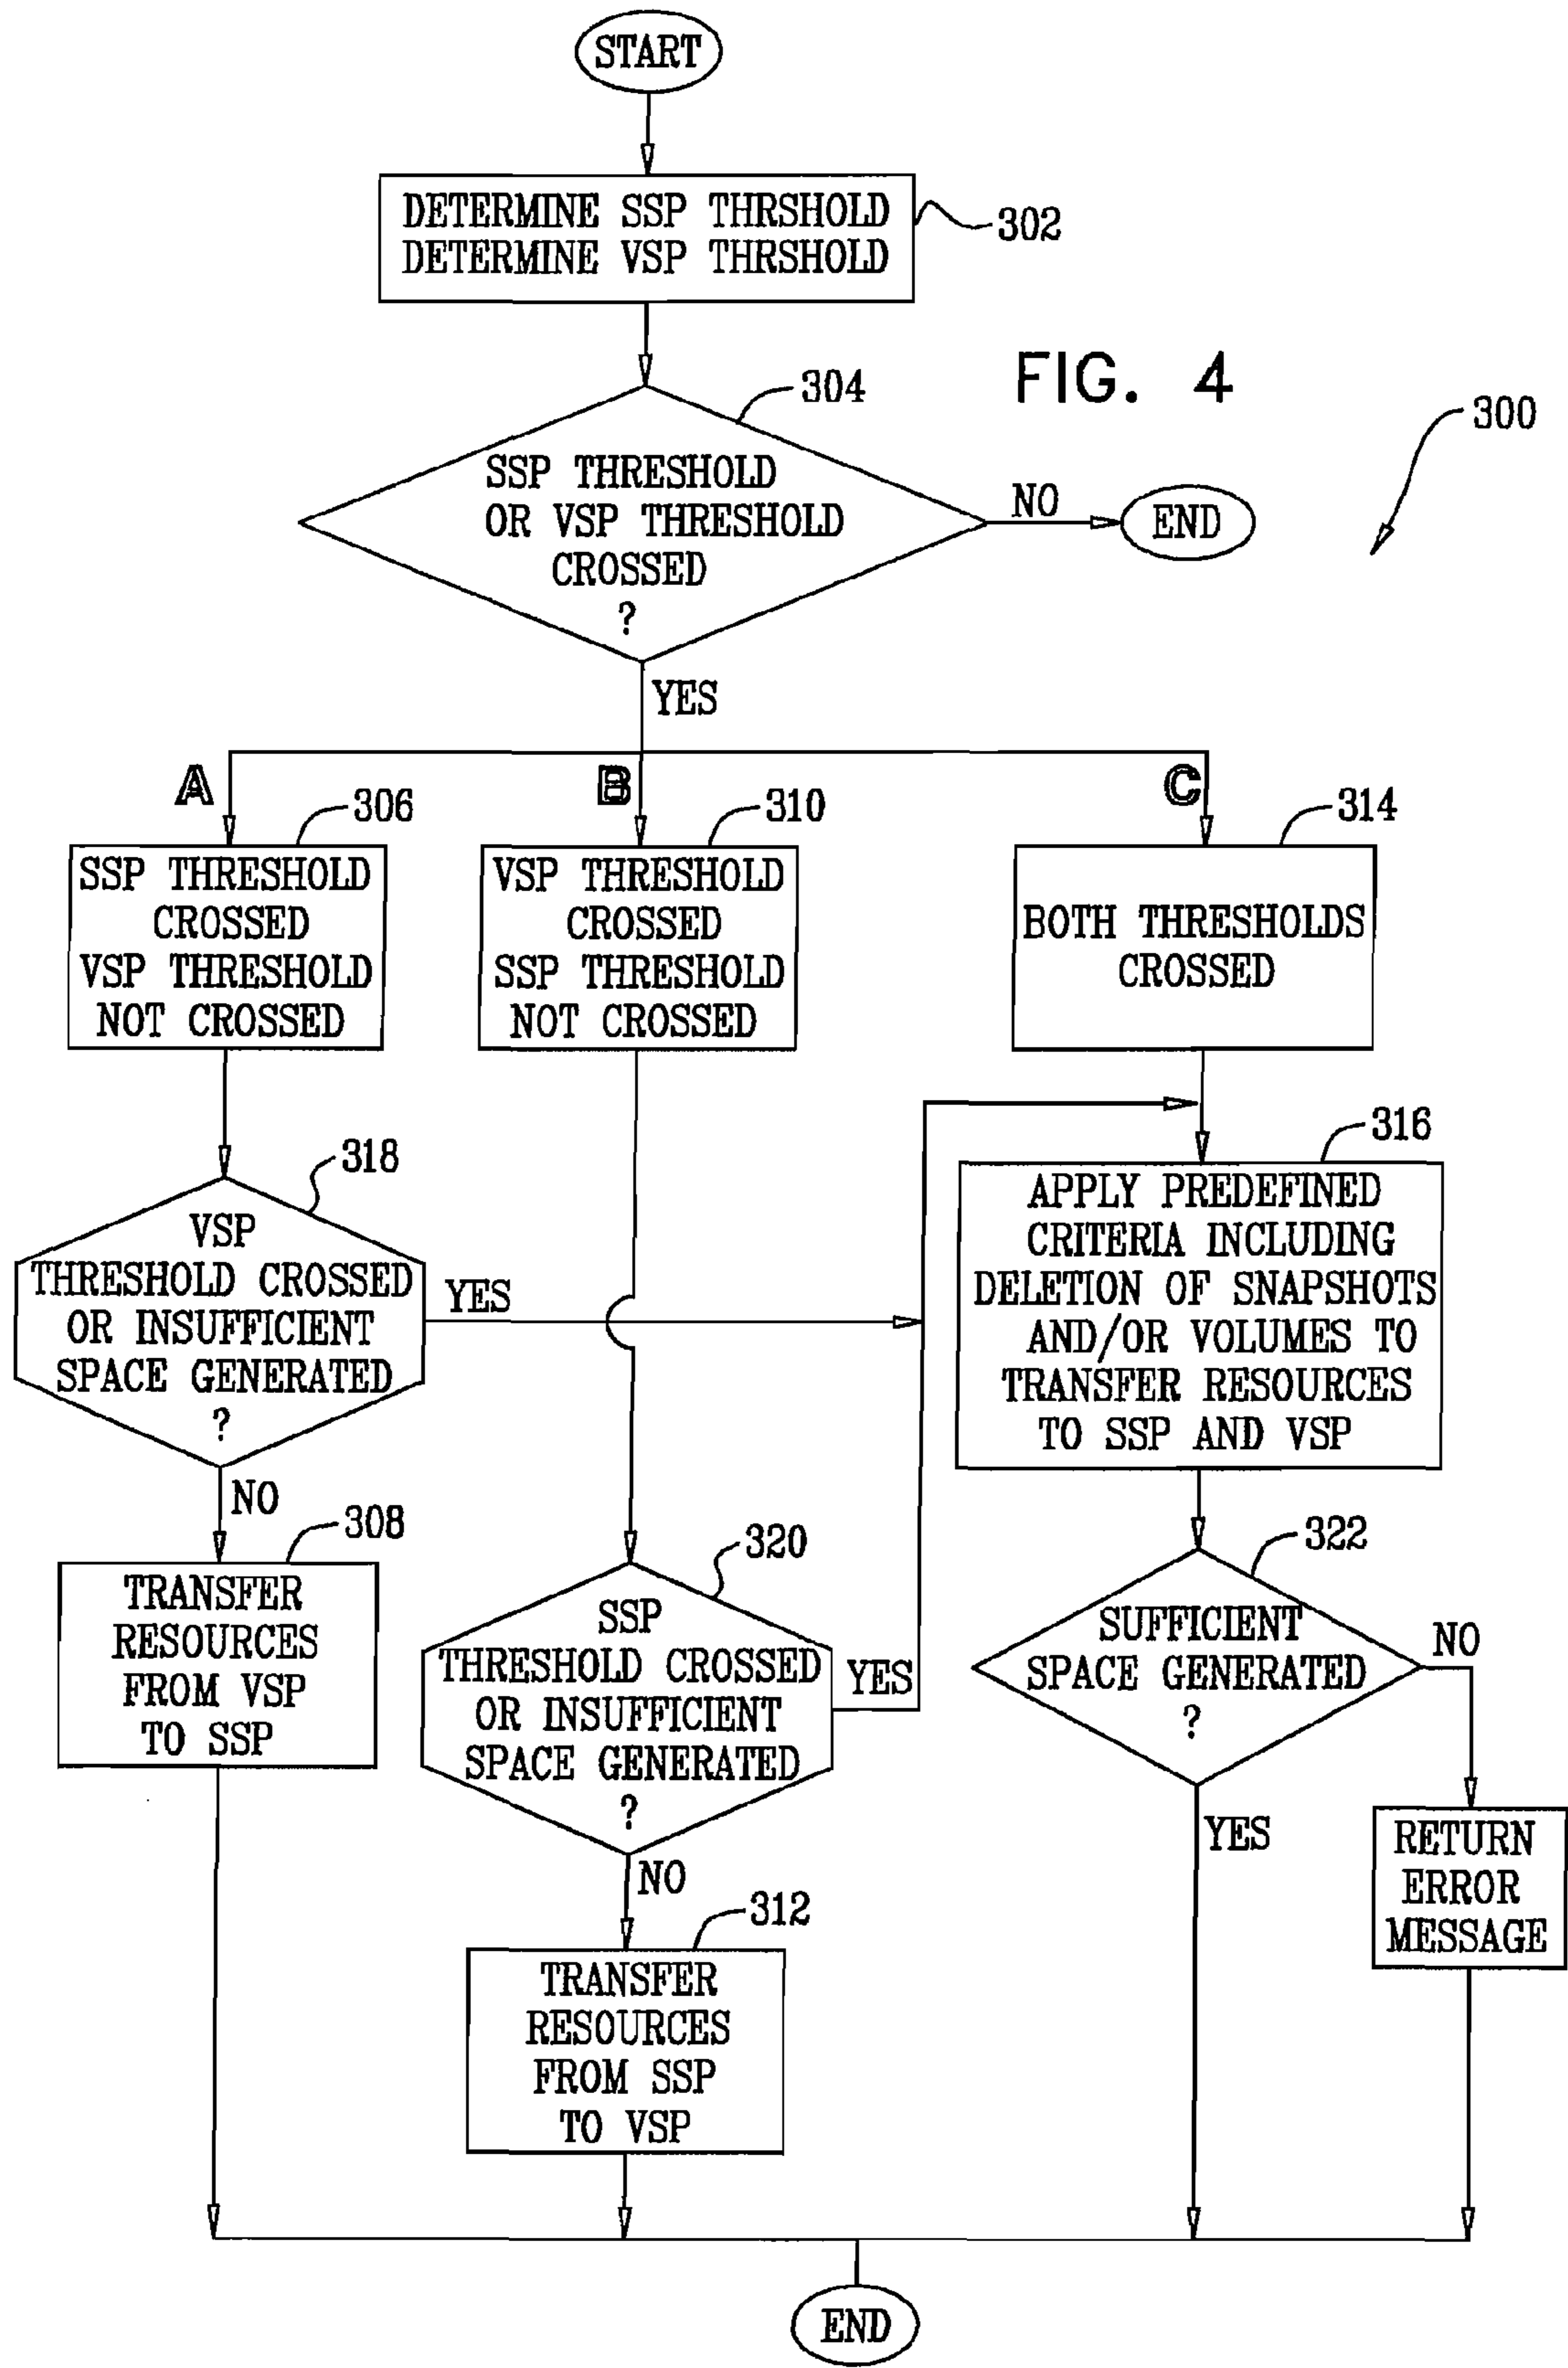 START
DETERMINE SSP THRSHOLD
DETERMINE VSP THRSHOLD
302
FIG. 4
300
304
SSP THRESHOLD
OR VSP THRESHOLD
CROSSED
?
NO
END
YES
A
B
C
306
SSP THRESHOLD
CROSSED
VSP THRESHOLD
NOT CROSSED
310
VSP THRESHOLD
CROSSED
SSP THRESHOLD
NOT CROSSED
314
BOTH THRESHOLDS
CROSSED
318
VSP
THRESHOLD CROSSED
OR INSUFFICIENT
SPACE GENERATED
?
YES
NO
316
APPLY PREDEFINED
CRITERIA INCLUDING
DELETION OF SNAPSHOTS
AND/OR VOLUMES TO
TRANSFER RESOURCES
TO SSP AND VSP
308
TRANSFER
RESOURCES
FROM VSP
TO SSP
320
SSP
THRESHOLD CROSSED
OR INSUFFICIENT
SPACE GENERATED
?
YES
NO
322
SUFFICIENT
SPACE GENERATED
?
NO
YES
RETURN
ERROR
MESSAGE
312
TRANSFER
RESOURCES
FROM SSP
TO VSP
END